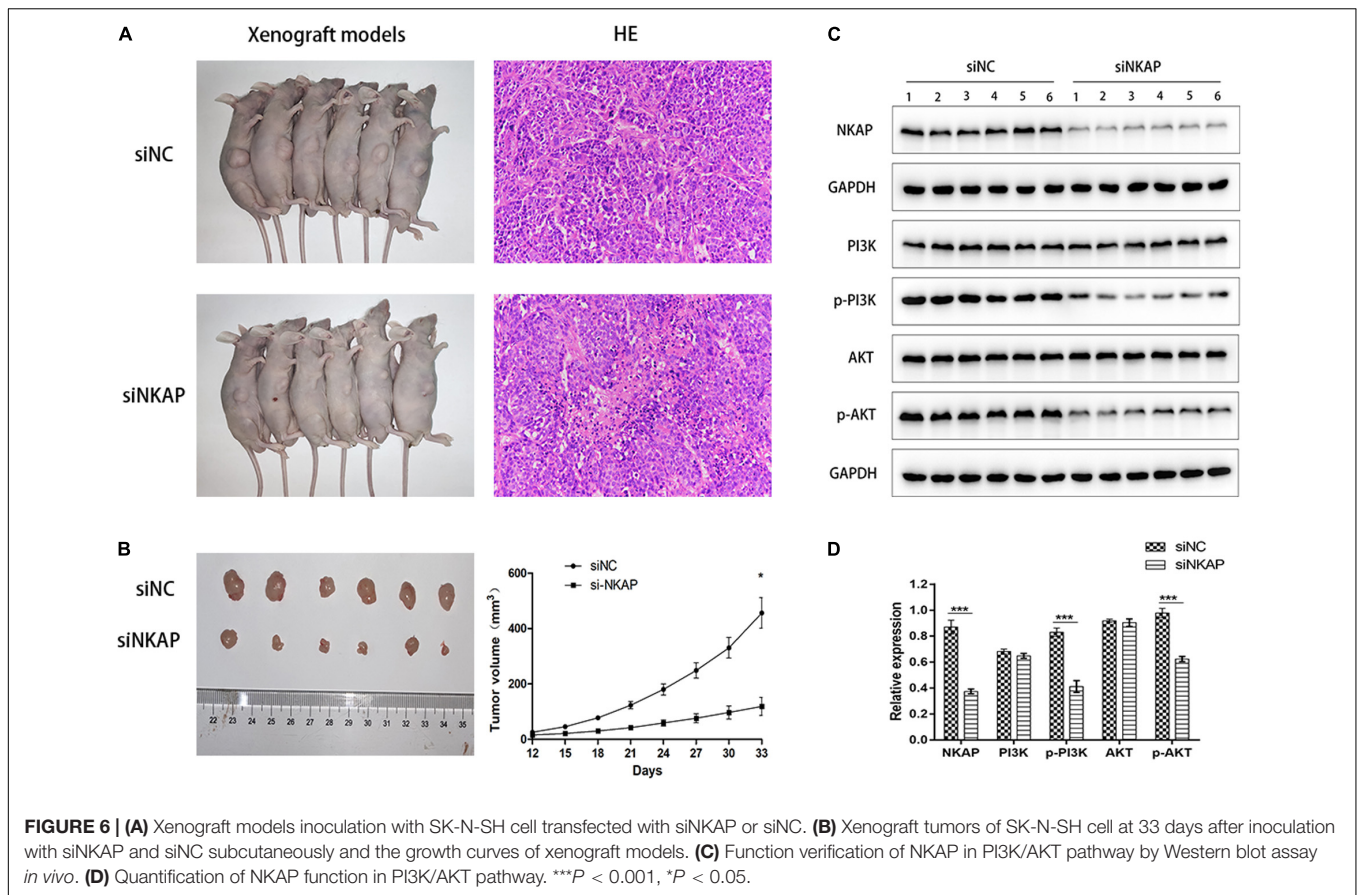 A
Xenograft models
HE
siNC
siNKAP
B
siNC
siNKAP
22 23 24 25 26 27 28 29 30 31 32 33 34 35
siNC
si-NKAP
*
Tumor volume (mm³)
600
400
200
0
12 15 18 21 24 27 30 33
Days
C
siNC siNKAP
1 2 3 4 5 6 1 2 3 4 5 6
NKAP
GAPDH
PI3K
p-PI3K
AKT
p-AKT
GAPDH
D
siNC
siNKAP
Relative expression
1.2
1.0
0.8
0.6
0.4
0.2
0.0
*** *** ***
NKAP PI3K p-PI3K AKT p-AKT
FIGURE 6 | (A) Xenograft models inoculation with SK-N-SH cell transfected with siNKAP or siNC. (B) Xenograft tumors of SK-N-SH cell at 33 days after inoculation
with siNKAP and siNC subcutaneously and the growth curves of xenograft models. (C) Function verification of NKAP in PI3K/AKT pathway by Western blot assay
in vivo. (D) Quantification of NKAP function in PI3K/AKT pathway. ***P < 0.001, *P < 0.05.